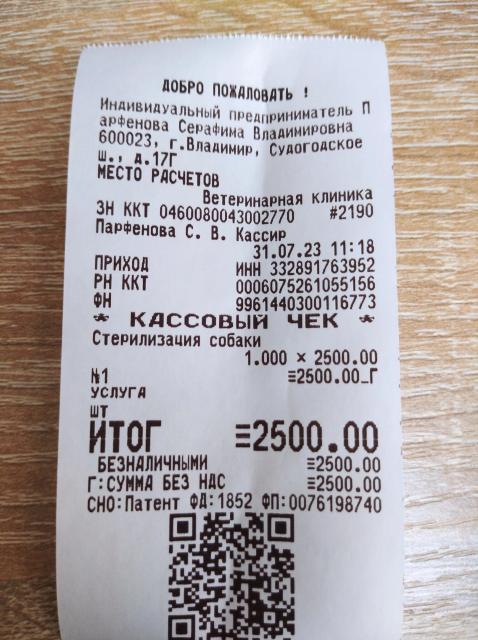 ДОБРО ПОЖАЛОВАТЬ !
Индивидуальный предприниматель П
арфенова Серафима Владимировна
600023, г.Владимир, Судогодское
ш., д.17Г
МЕСТО РАСЧЕТОВ
Ветеринарная клиника
ЗН ККТ 0460080043002770 #2190
Парфенова С. В. Кассир
31.07.23 11:18
ПРИХОД ИНН 332891763952
РН ККТ 0006075261055156
ФН 9961440300116773
* КАССОВЫЙ ЧЕК *
Стерилизация собаки
1.000 × 2500.00
№1 ≡2500.00_Г
УСЛУГА
ШТ
ИТОГ ≡2500.00
БЕЗНАЛИЧНЫМИ ≡2500.00
Г:СУММА БЕЗ НАС ≡2500.00
СНО:Патент ФД:1852 ФП:0076198740